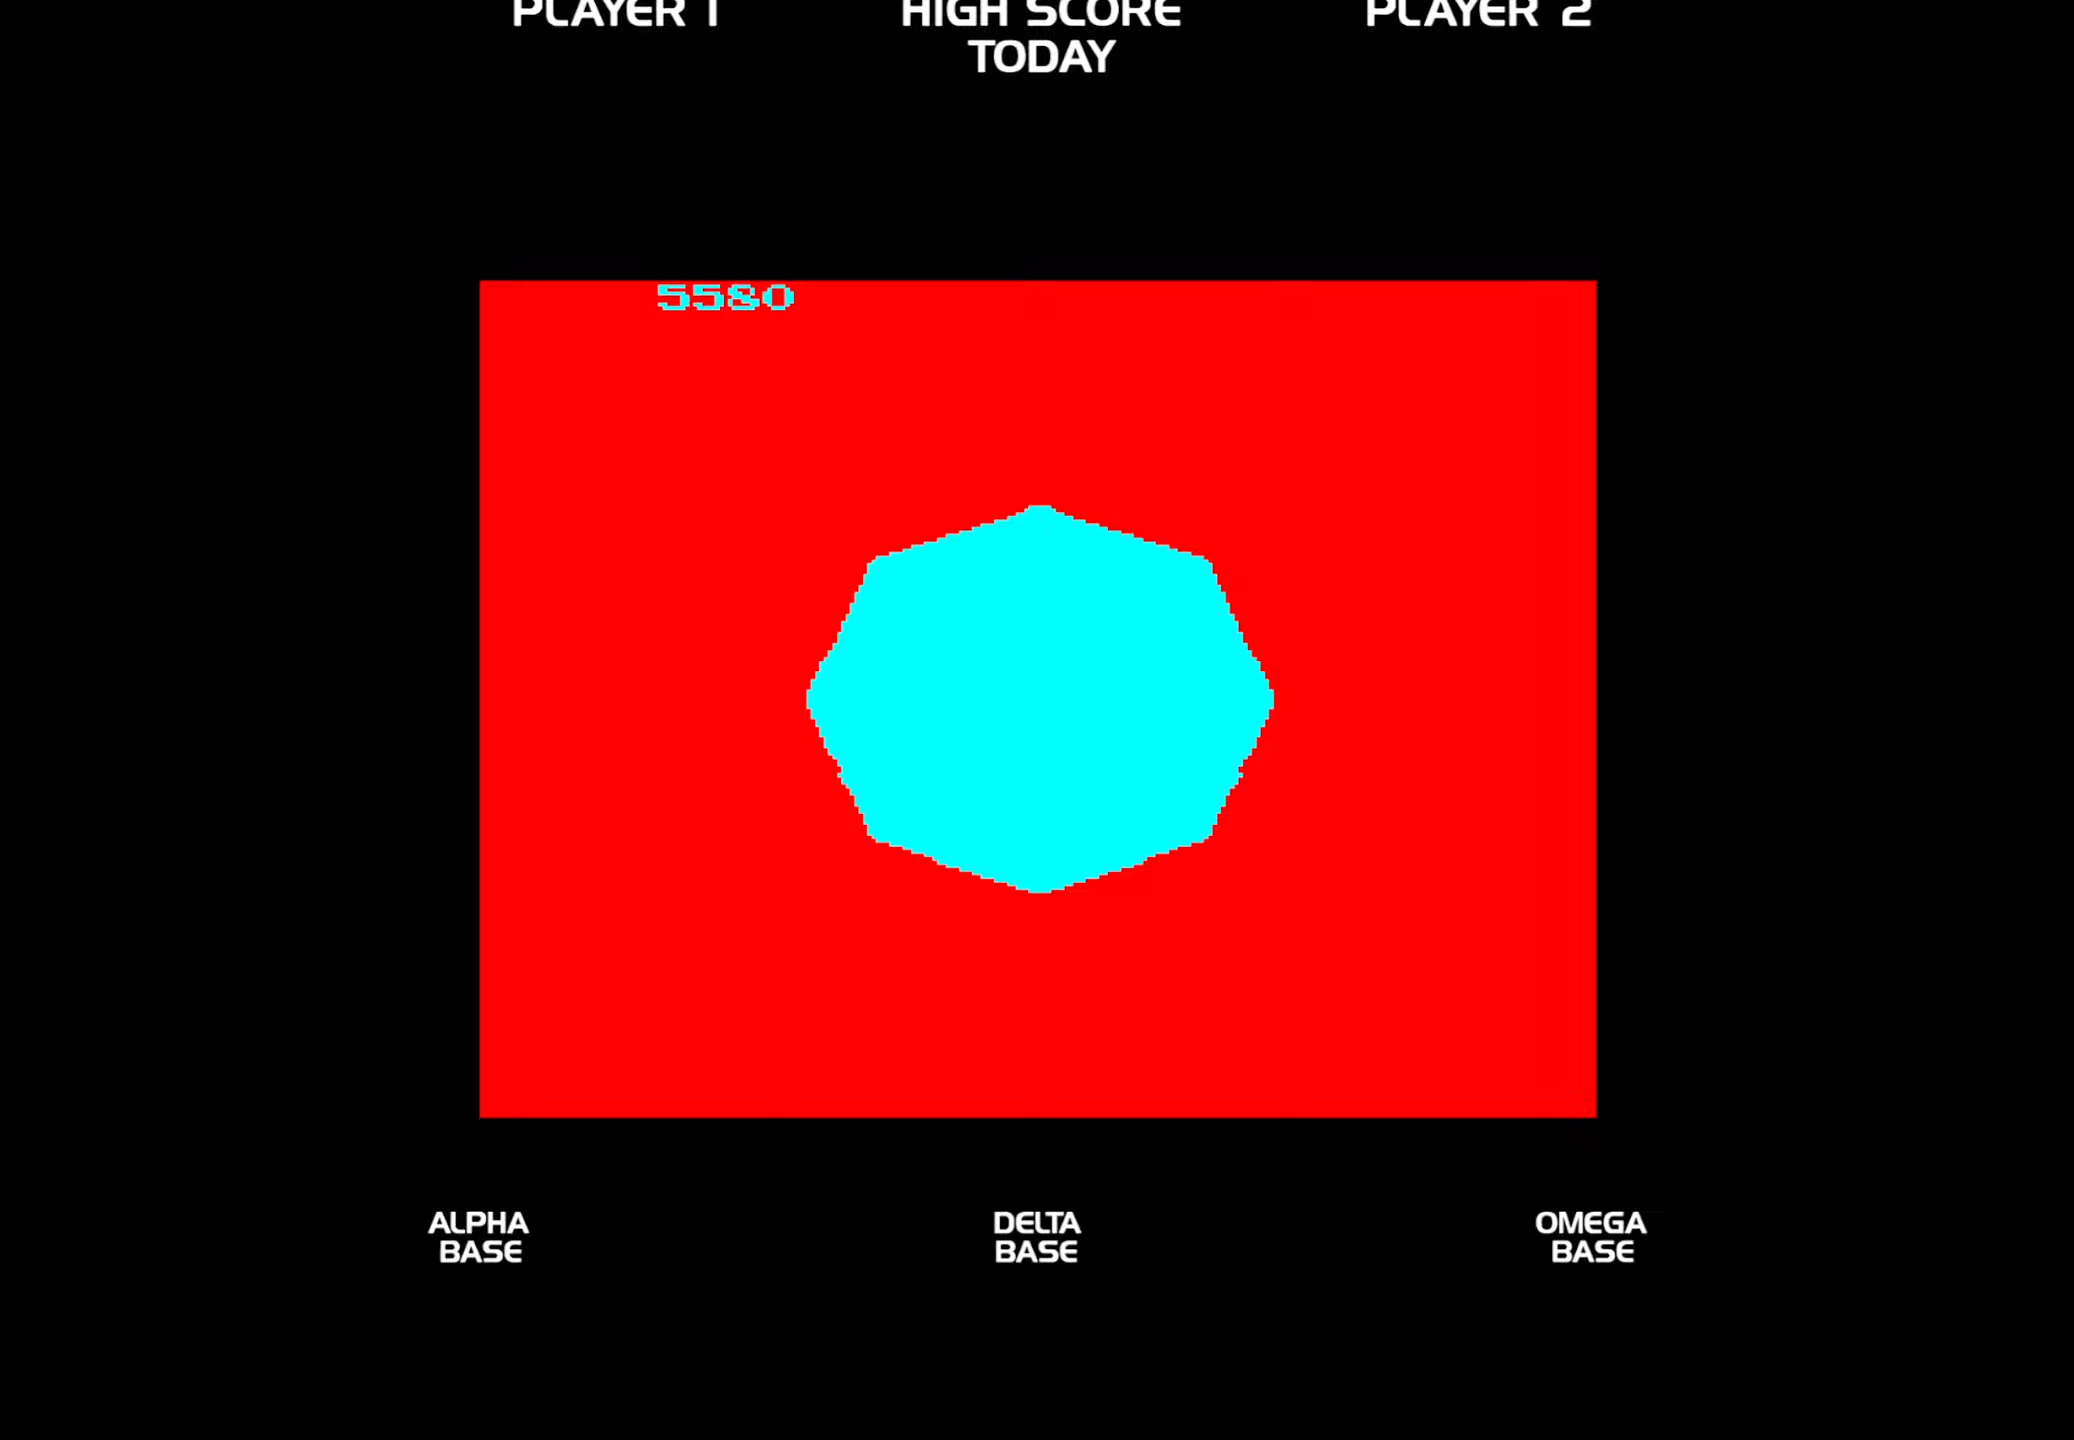 PLAYER 1
HIGH SCORE
TODAY
PLAYER 2
5580
ALPHA
BASE
DELTA
BASE
OMEGA
BASE